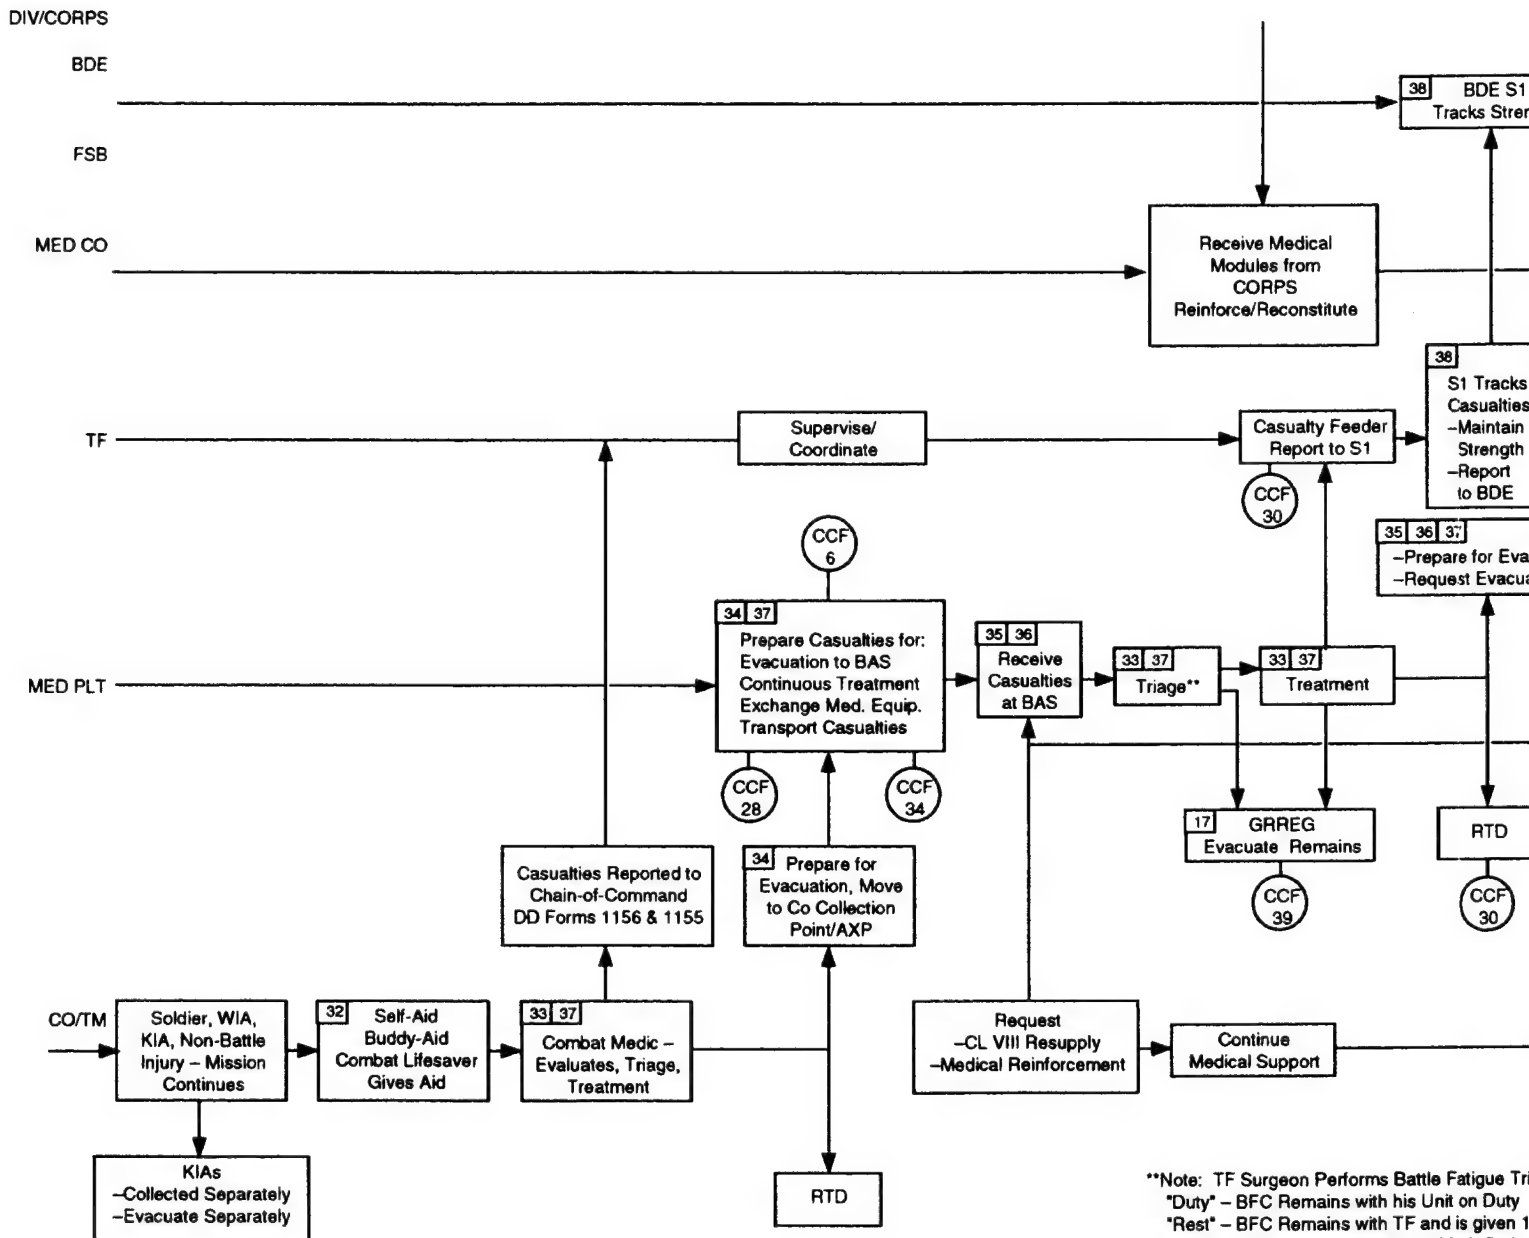 DIV/CORPS
BDE
38 BDE S1
Tracks
FSB
MED CO
Receive Medical
Modules from
CORPS
Reinforce/Reconstitute
38
S1 Tracks
Casualties
–Maintain
Strength
–Report
to BDE
TF
Supervise/
Coordinate
Casualty Feeder
Report to S1
CCF
30
CCF
6
35 36 37
–Prepare for
–Request
34 37
Prepare Casualties for:
Evacuation to BAS
Continuous Treatment
Exchange Med. Equip.
Transport Casualties
35 36
Receive
Casualties
at BAS
33 37
Triage**
33 37
Treatment
MED PLT
CCF
28
CCF
34
17 GRREG
Evacuate Remains
RTD
CCF
39
CCF
30
Casualties Reported to
Chain-of-Command
DD Forms 1156 & 1155
34 Prepare for
Evacuation, Move
to Co Collection
Point/AXP
CO/TM
Soldier, WIA,
KIA, Non-Battle
Injury – Mission
Continues
32 Self-Aid
Buddy-Aid
Combat Lifesaver
Gives Aid
33 37
Combat Medic –
Evaluates, Triage,
Treatment
Request
–CL VIII Resupply
–Medical Reinforcement
Continue
Medical Support
KIAs
–Collected Separately
–Evacuate Separately
RTD
**Note: TF Surgeon Performs Battle Fatigue
"Duty" – BFC Remains with his Unit on Duty
"Rest" – BFC Remains with TF and is given